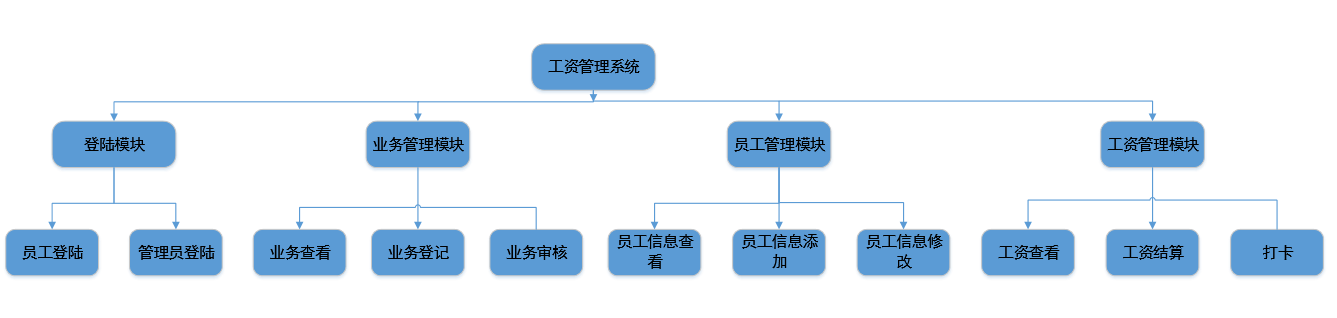 工资管理系统
登陆模块
业务管理模块
员工管理模块
工资管理模块
员工登陆
管理员登陆
业务查看
业务登记
业务审核
员工信息查
看
员工信息添
加
员工信息修
改
工资查看
工资结算
打卡